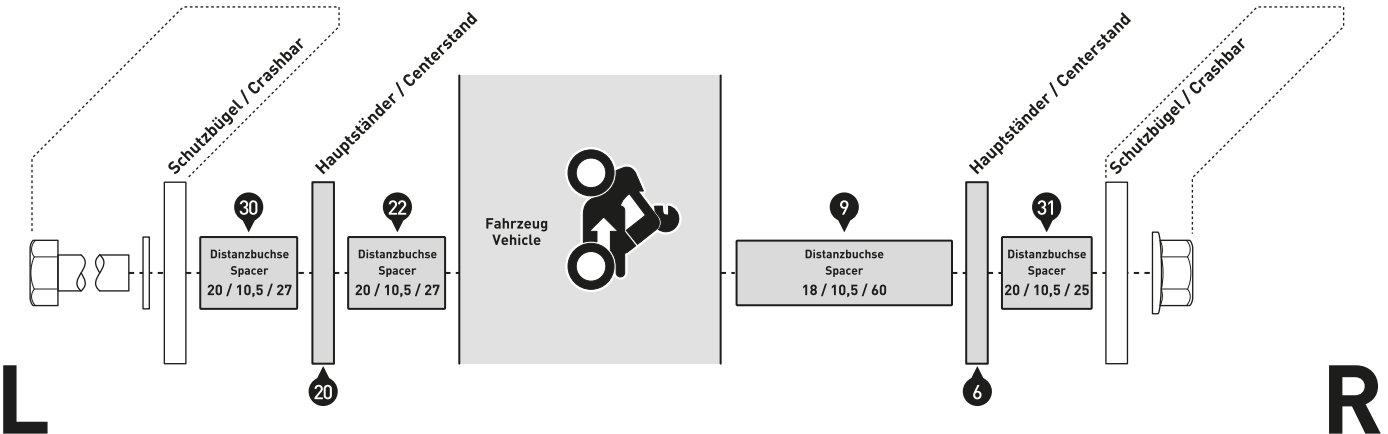 Schutzbügel / Crashbar
Hauptständer / Centerstand
Hauptständer / Centerstand
Schutzbügel / Crashbar
30
22
9
31
Distanzbuchse
Spacer
20 / 10,5 / 27
Distanzbuchse
Spacer
20 / 10,5 / 27
Fahrzeug
Vehicle
Distanzbuchse
Spacer
18 / 10,5 / 60
Distanzbuchse
Spacer
20 / 10,5 / 25
20
6
L
R